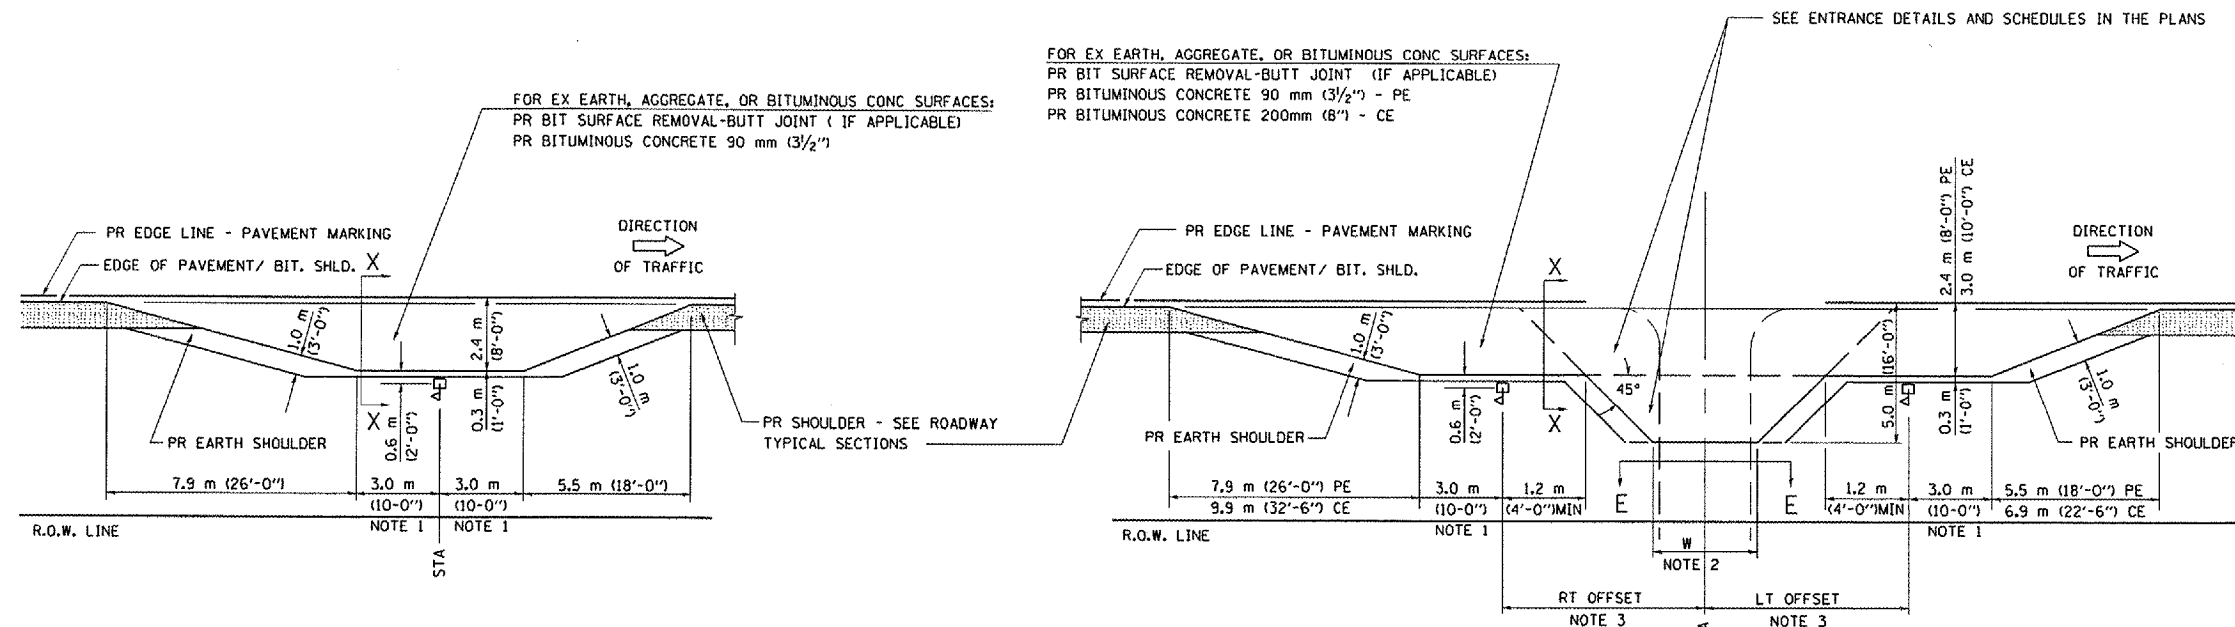 SEE ENTRANCE DETAILS AND SCHEDULES IN THE PLANS
FOR EX EARTH, AGGREGATE, OR BITUMINOUS CONC SURFACES:
PR BIT SURFACE REMOVAL-BUTT JOINT ( IF APPLICABLE)
PR BITUMINOUS CONCRETE 90 mm (3½")
DIRECTION
OF TRAFFIC
PR EDGE LINE - PAVEMENT MARKING
EDGE OF PAVEMENT/ BIT. SHLD.
X
1.0 m
(3'-0")
2.4 m
(8'-0")
1.0 m
(3'-0")
X
0.6 m
(2'-0")
0.3 m
(1'-0")
PR EARTH SHOULDER
PR SHOULDER - SEE ROADWAY
TYPICAL SECTIONS
7.9 m (26'-0")
3.0 m
(10-0")
NOTE 1
3.0 m
(10-0")
NOTE 1
5.5 m (18'-0")
R.O.W. LINE
STA
FOR EX EARTH, AGGREGATE, OR BITUMINOUS CONC SURFACES:
PR BIT SURFACE REMOVAL-BUTT JOINT (IF APPLICABLE)
PR BITUMINOUS CONCRETE 90 mm (3½") - PE
PR BITUMINOUS CONCRETE 200mm (8") - CE
2.4 m (8'-0") PE
3.0 m (10'-0") CE
DIRECTION
OF TRAFFIC
PR EDGE LINE - PAVEMENT MARKING
EDGE OF PAVEMENT/ BIT. SHLD.
X
1.0 m
(3'-0")
45°
5.0 m (16'-0")
1.0 m
(3'-0")
X
0.6 m
(2'-0")
0.3 m
(1'-0")
PR EARTH SHOULDER
PR EARTH SHOULDER
7.9 m (26'-0") PE
9.9 m (32'-6") CE
3.0 m
(10-0")
NOTE 1
1.2 m
(4'-0")MIN
E
E
1.2 m
(4'-0")MIN
3.0 m
(10-0")
NOTE 1
5.5 m (18'-0") PE
6.9 m (22'-6") CE
R.O.W. LINE
W
NOTE 2
RT OFFSET
NOTE 3
LT OFFSET
NOTE 3